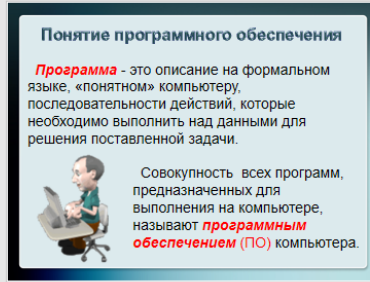 Понятие программного обеспечения
Программа - это описание на формальном
языке, «понятном» компьютеру,
последовательности действий, которые
необходимо выполнить над данными для
решения поставленной задачи.
Совокупность всех программ,
предназначенных для
выполнения на компьютере,
называют программным
обеспечением (ПО) компьютера.